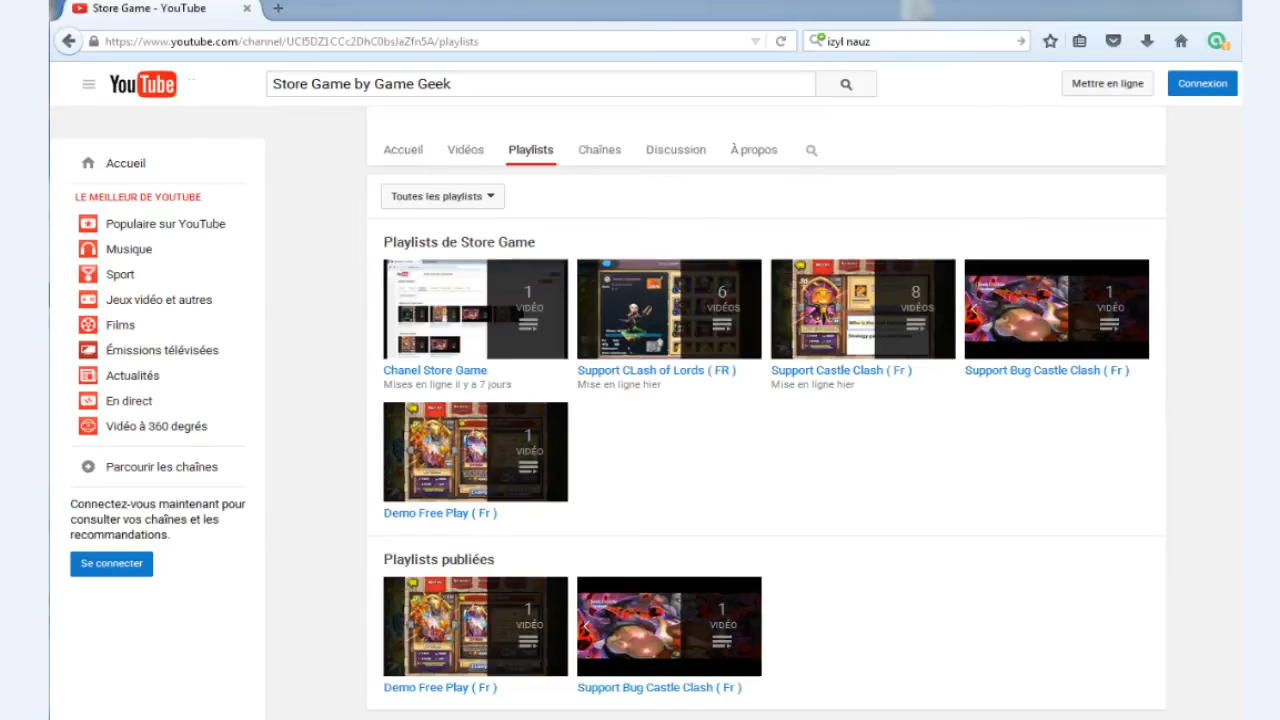 Store Game - YouTube
https://www.youtube.com/channel/UCI5DZ1CCc2DhC0bsJaZfn5A/playlists
izyl nauz
YouTube
Store Game by Game Geek
Mettre en ligne
Connexion
Accueil
LE MEILLEUR DE YOUTUBE
Populaire sur YouTube
Musique
Sport
Jeux vidéo et autres
Films
Émissions télévisées
Actualités
En direct
Vidéo à 360 degrés
Parcourir les chaînes
Connectez-vous maintenant pour
consulter vos chaînes et les
recommandations.
Se connecter
Accueil Vidéos Playlists Chaînes Discussion À propos
Toutes les playlists
Playlists de Store Game
1 VIDÉO
Chanel Store Game
Mises en ligne il y a 7 jours
6 VIDÉOS
Support CLash of Lords ( FR )
Mise en ligne hier
8 VIDÉOS
Support Castle Clash ( Fr )
Mise en ligne hier
1 VIDÉO
Support Bug Castle Clash ( Fr )
1 VIDÉO
Demo Free Play ( Fr )
Playlists publiées
1 VIDÉO
Demo Free Play ( Fr )
1 VIDÉO
Support Bug Castle Clash ( Fr )